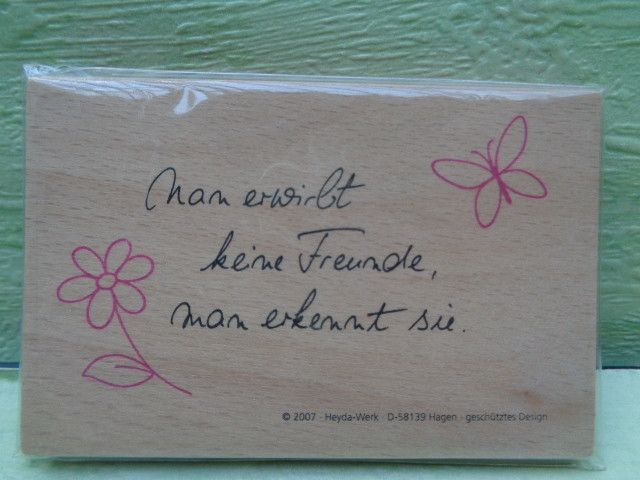 Man erwirbt
keine Freunde,
man erkennt sie.
© 2007 · Heyda-Werk · D-58139 Hagen · geschütztes Design